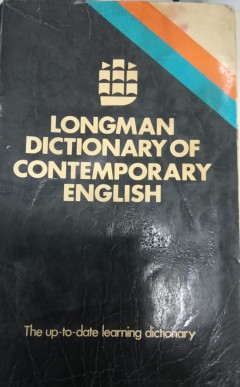 LONGMAN
DICTIONARY OF
CONTEMPORARY
ENGLISH
The up-to-date learning dictionary